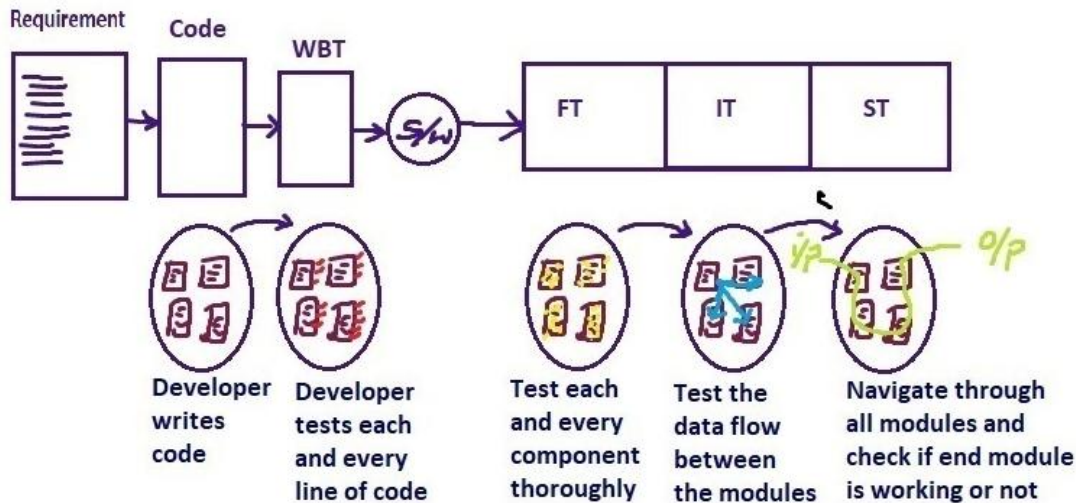 Requirement
Code
WBT
S/W
FT
IT
ST
i/p
o/p
Developer
writes
code
Developer
tests each
and every
line of code
Test each
and every
component
thoroughly
Test the
data flow
between
the modules
Navigate through
all modules and
check if end module
is working or not